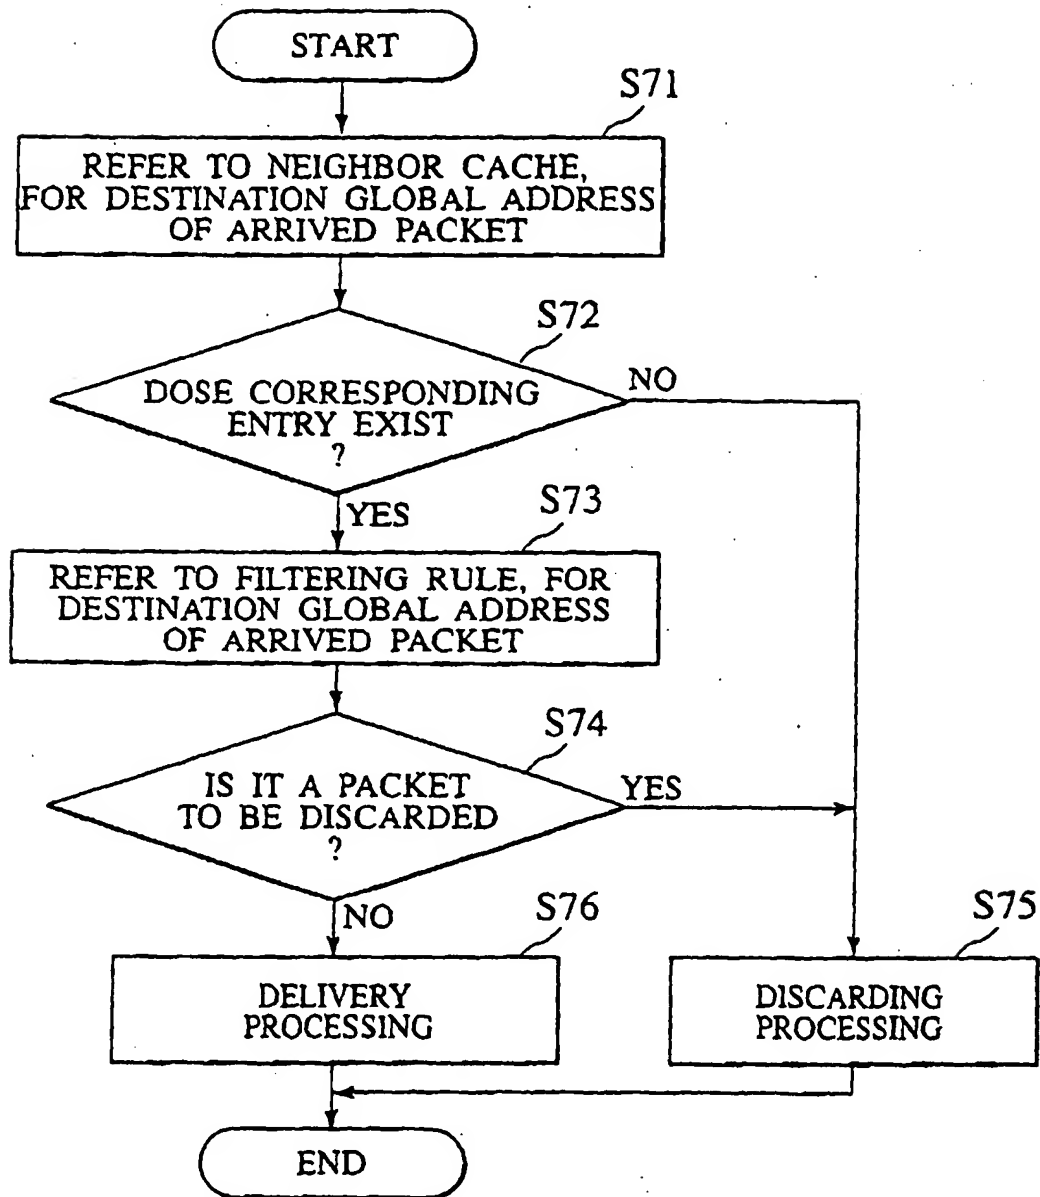 START
S71
REFER TO NEIGHBOR CACHE,
FOR DESTINATION GLOBAL ADDRESS
OF ARRIVED PACKET
S72
DOSE CORRESPONDING
ENTRY EXIST
?
NO
YES
S73
REFER TO FILTERING RULE, FOR
DESTINATION GLOBAL ADDRESS
OF ARRIVED PACKET
S74
IS IT A PACKET
TO BE DISCARDED
?
YES
NO
S76
DELIVERY
PROCESSING
S75
DISCARDING
PROCESSING
END